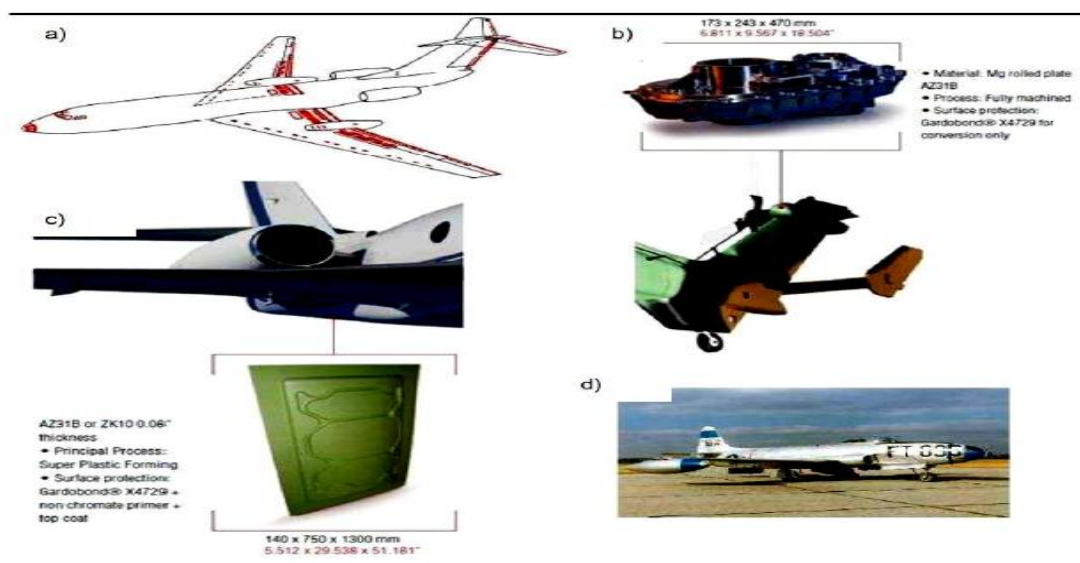 a)
b)
173 x 243 x 470 mm
6.811 x 9.567 x 18.504"
• Material: Mg rolled plate
AZ31B
• Process: Fully machined
• Surface protection:
Gardobond® X4729 for
conversion only
c)
AZ31B or ZK10 0.06"
thickness
• Principal Process:
Super Plastic Forming
• Surface protection:
Gardobond® X4729 +
non chromate primer +
top coat
140 x 750 x 1300 mm
5.512 x 29.538 x 51.181"
d)